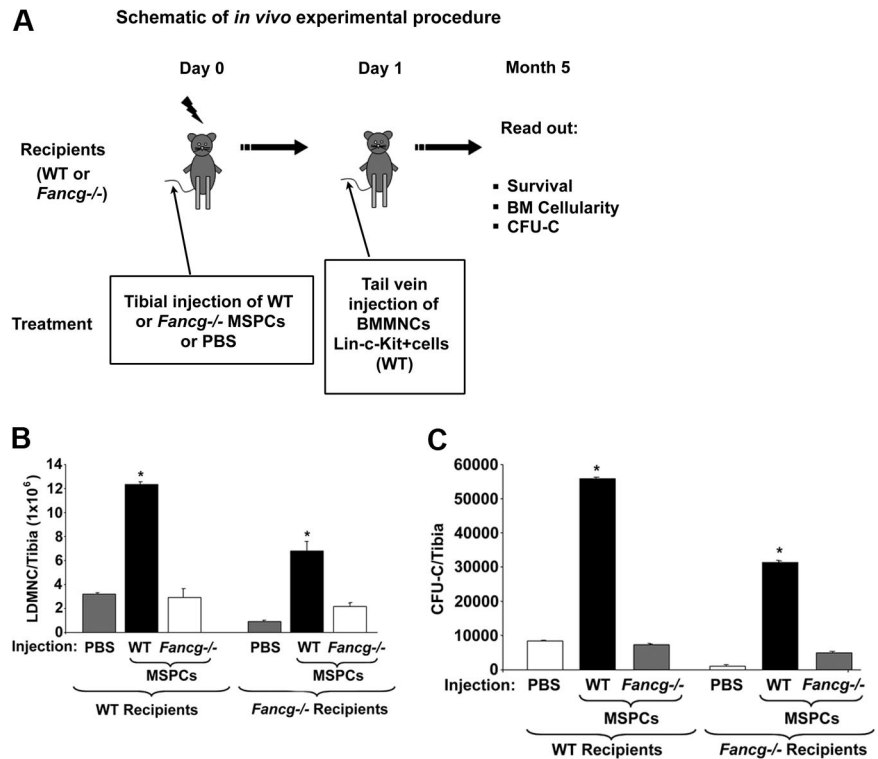 A
Schematic of in vivo experimental procedure
Day 0
Day 1
Month 5
Recipients
(WT or
Fancg-/-)
Read out:
▪ Survival
▪ BM Cellularity
▪ CFU-C
Treatment
Tibial injection of WT
or Fancg-/- MSPCs
or PBS
Tail vein
injection of
BMMNCs
Lin-c-Kit+cells
(WT)
B
LDMNC/Tibia (1x10⁶)
14
12
10
8
6
4
2
0
*
*
Injection: PBS WT Fancg-/- PBS WT Fancg-/-
MSPCs MSPCs
WT Recipients Fancg-/- Recipients
C
CFU-C/Tibia
60000
50000
40000
30000
20000
10000
0
*
*
Injection: PBS WT Fancg-/- PBS WT Fancg-/-
MSPCs MSPCs
WT Recipients Fancg-/- Recipients